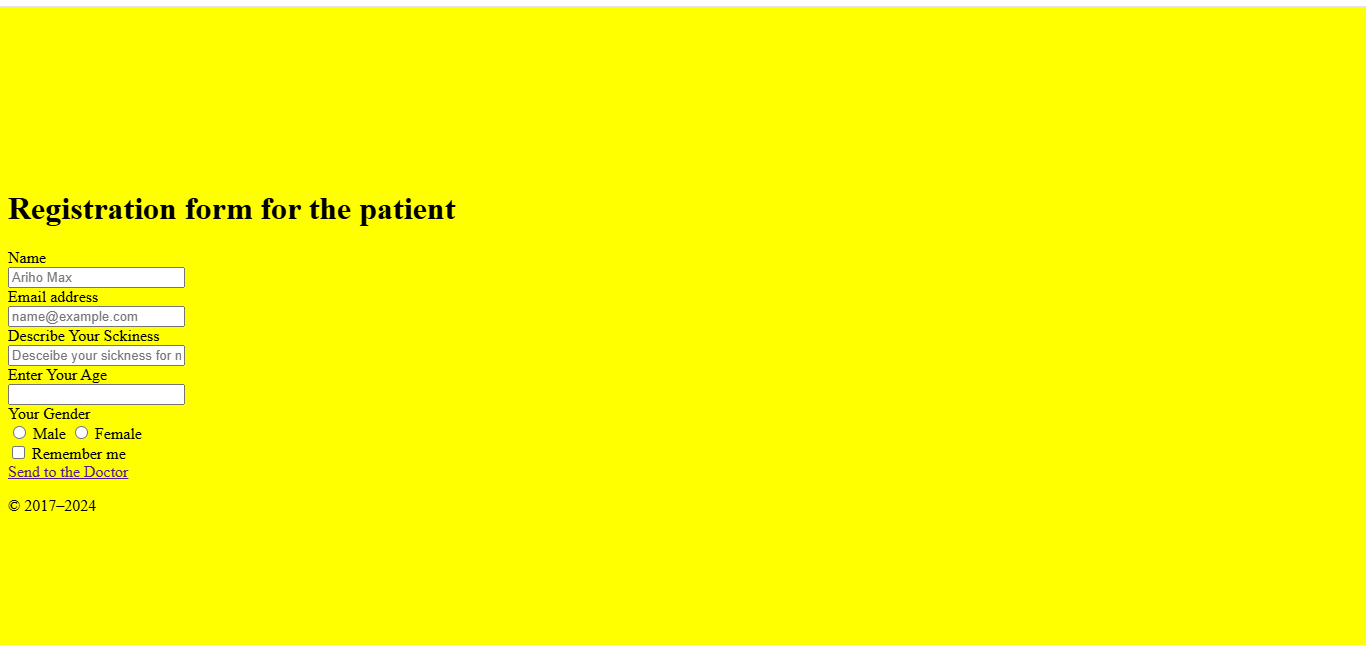 Registration form for the patient
Name
Ariho Max
Email address
name@example.com
Describe Your Sckiness
Desceibe your sickness for
Enter Your Age
Your Gender
Male Female
Remember me
Send to the Doctor
© 2017–2024